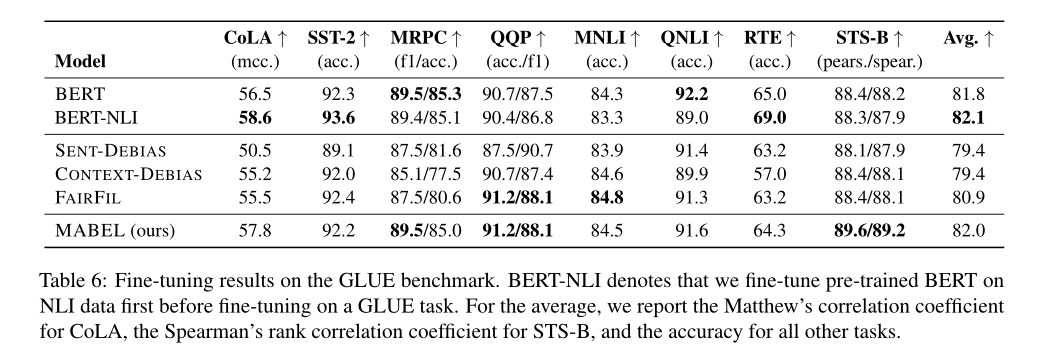 CoLA ↑ SST-2 ↑ MRPC ↑ QQP ↑ MNLI ↑ QNLI ↑ RTE ↑ STS-B ↑ Avg. ↑
Model (mcc.) (acc.) (f1/acc.) (acc./f1) (acc.) (acc.) (acc.) (pears./spear.)
BERT 56.5 92.3 89.5/85.3 90.7/87.5 84.3 92.2 65.0 88.4/88.2 81.8
BERT-NLI 58.6 93.6 89.4/85.1 90.4/86.8 83.3 89.0 69.0 88.3/87.9 82.1
SENT-DEBIAS 50.5 89.1 87.5/81.6 87.5/90.7 83.9 91.4 63.2 88.1/87.9 79.4
CONTEXT-DEBIAS 55.2 92.0 85.1/77.5 90.7/87.4 84.6 89.9 57.0 88.4/88.1 79.4
FAIRFIL 55.5 92.4 87.5/80.6 91.2/88.1 84.8 91.3 63.2 88.4/88.1 80.9
MABEL (ours) 57.8 92.2 89.5/85.0 91.2/88.1 84.5 91.6 64.3 89.6/89.2 82.0
Table 6: Fine-tuning results on the GLUE benchmark. BERT-NLI denotes that we fine-tune pre-trained BERT on
NLI data first before fine-tuning on a GLUE task. For the average, we report the Matthew's correlation coefficient
for CoLA, the Spearman's rank correlation coefficient for STS-B, and the accuracy for all other tasks.